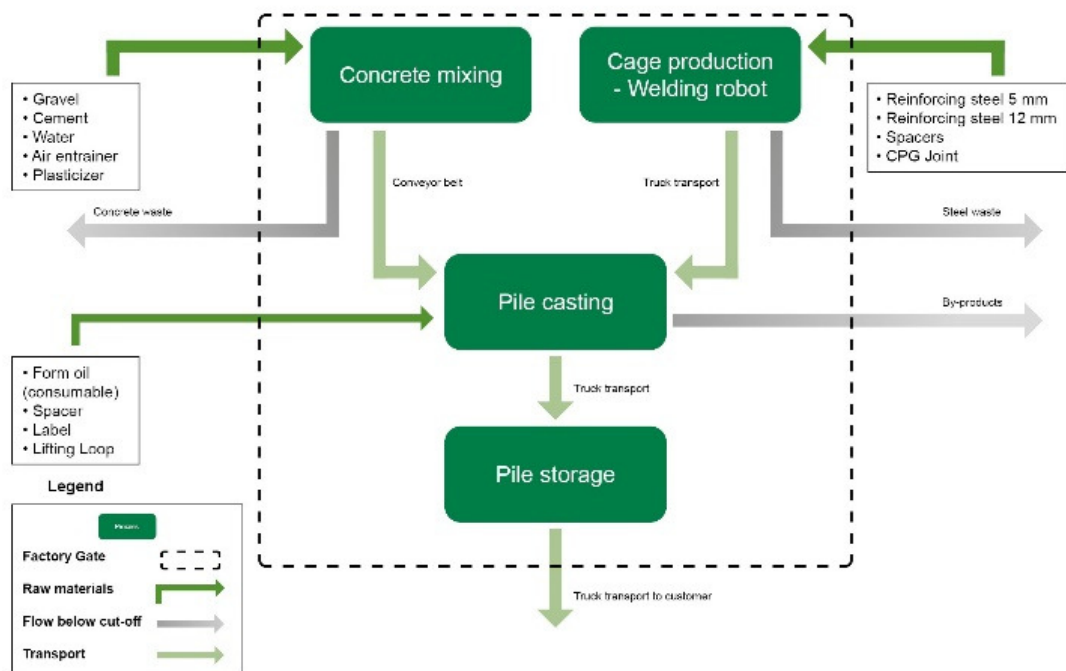 Concrete mixing
Cage production
- Welding robot
• Gravel
• Cement
• Water
• Air entrainer
• Plasticizer
• Reinforcing steel 5 mm
• Reinforcing steel 12 mm
• Spacers
• CPG Joint
Conveyor belt
Truck transport
Concrete waste
Steel waste
Pile casting
By-products
• Form oil
(consumable)
• Spacer
• Label
• Lifting Loop
Truck transport
Pile storage
Legend
Process
Factory Gate
Raw materials
Flow below cut-off
Transport
Truck transport to customer